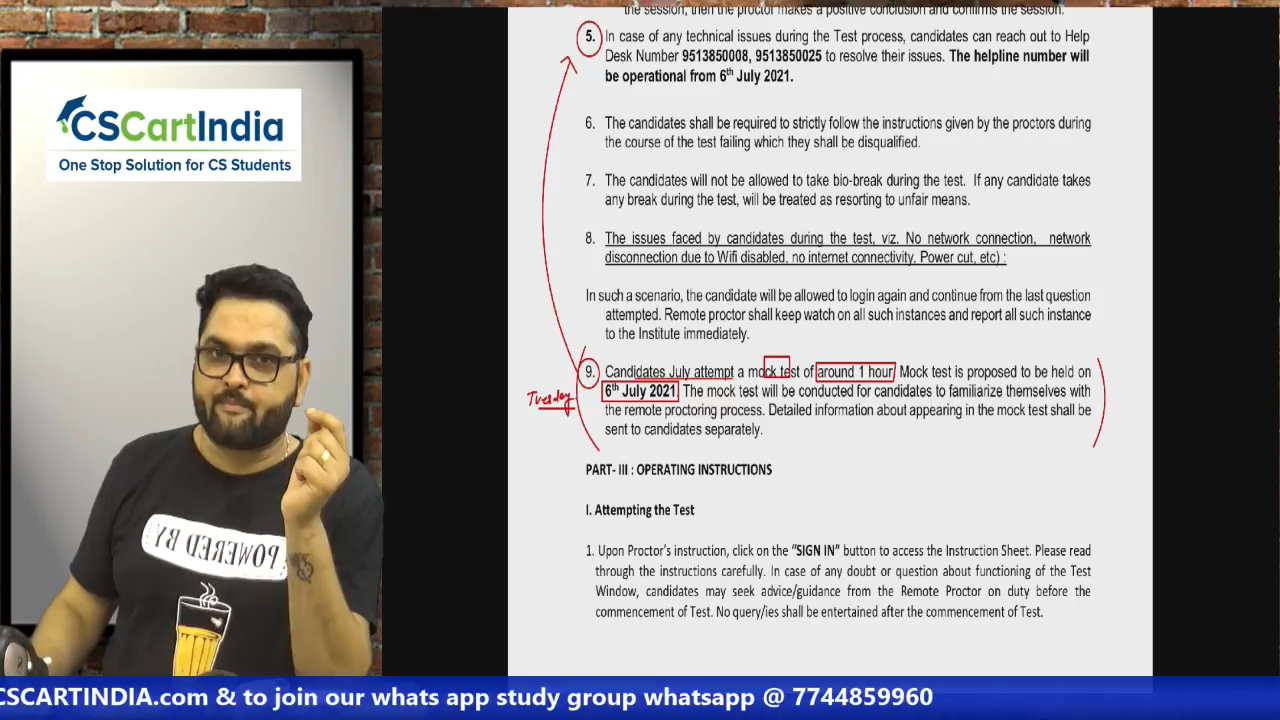 CSCartIndia
One Stop Solution for CS Students
POWERED BY
the session, then the proctor makes a positive conclusion and confirms the session.
5. In case of any technical issues during the Test process, candidates can reach out to Help
Desk Number 9513850008, 9513850025 to resolve their issues. The helpline number will
be operational from 6th July 2021.
6. The candidates shall be required to strictly follow the instructions given by the proctors during
the course of the test failing which they shall be disqualified.
7. The candidates will not be allowed to take bio-break during the test. If any candidate takes
any break during the test, will be treated as resorting to unfair means.
8. The issues faced by candidates during the test, viz. No network connection, network
disconnection due to Wifi disabled, no internet connectivity, Power cut, etc) :
In such a scenario, the candidate will be allowed to login again and continue from the last question
attempted. Remote proctor shall keep watch on all such instances and report all such instance
to the Institute immediately.
9. Candidates July attempt a mock test of around 1 hour Mock test is proposed to be held on
Tuesday
6th July 2021. The mock test will be conducted for candidates to familiarize themselves with
the remote proctoring process. Detailed information about appearing in the mock test shall be
sent to candidates separately.
PART- III : OPERATING INSTRUCTIONS
I. Attempting the Test
1. Upon Proctor's instruction, click on the “SIGN IN” button to access the Instruction Sheet. Please read
through the instructions carefully. In case of any doubt or question about functioning of the Test
Window, candidates may seek advice/guidance from the Remote Proctor on duty before the
commencement of Test. No query/ies shall be entertained after the commencement of Test.
CSCARTINDIA.com & to join our whats app study group whatsapp @ 7744859960